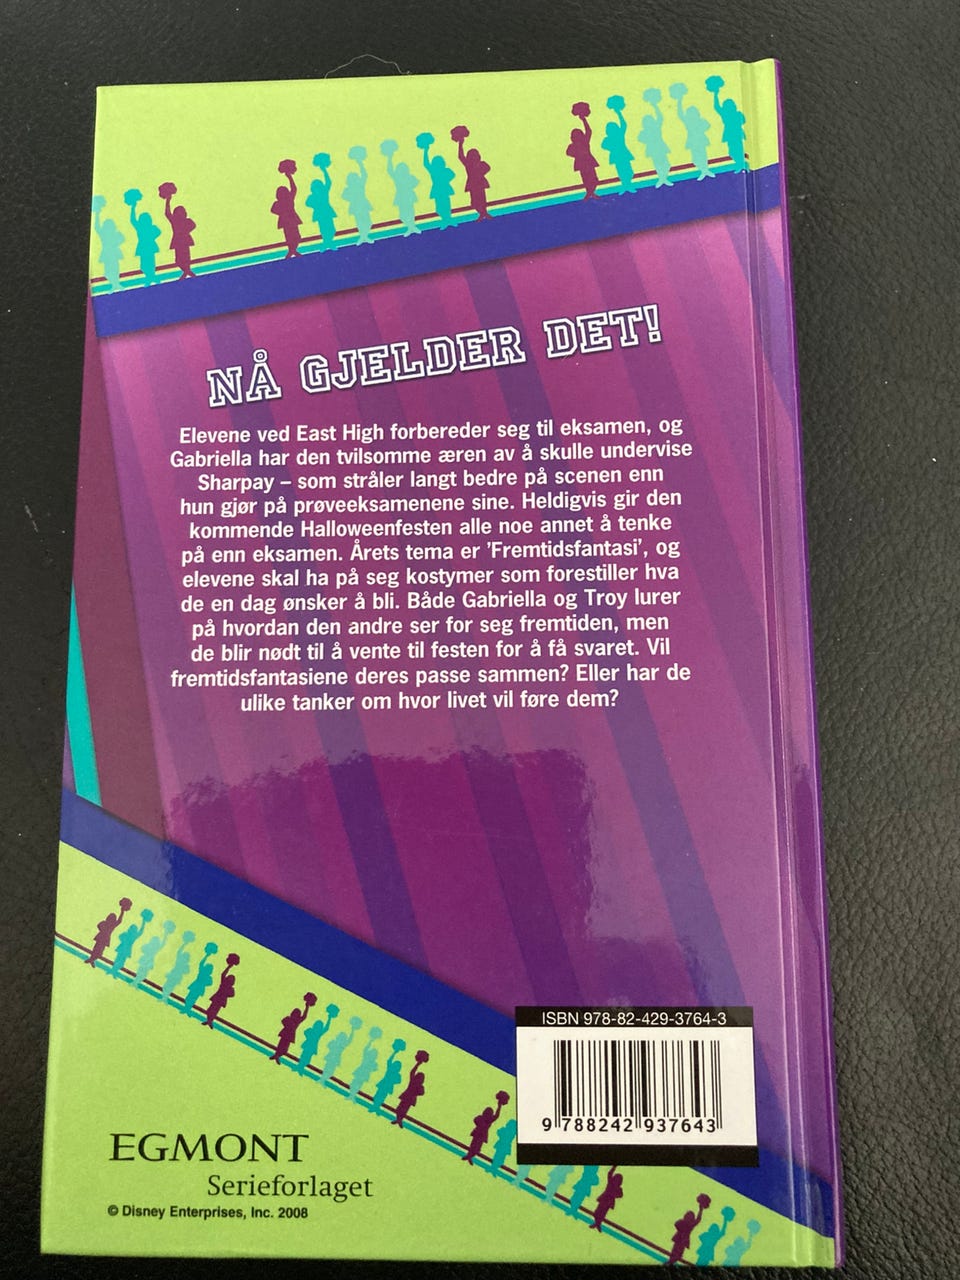 NÅ GJELDER DET!
Elevene ved East High forbereder seg til eksamen, og
Gabriella har den tvilsomme æren av å skulle undervise
Sharpay – som stråler langt bedre på scenen enn
hun gjør på prøveeksamenene sine. Heldigvis gir den
kommende Halloweenfesten alle noe annet å tenke
på enn eksamen. Årets tema er 'Fremtidsfantasi', og
elevene skal ha på seg kostymer som forestiller hva
de en dag ønsker å bli. Både Gabriella og Troy lurer
på hvordan den andre ser for seg fremtiden, men
de blir nødt til å vente til festen for å få svaret. Vil
fremtidsfantasiene deres passe sammen? Eller har de
ulike tanker om hvor livet vil føre dem?
ISBN 978-82-429-3764-3
9 788242 937643
EGMONT
Serieforlaget
© Disney Enterprises, Inc. 2008